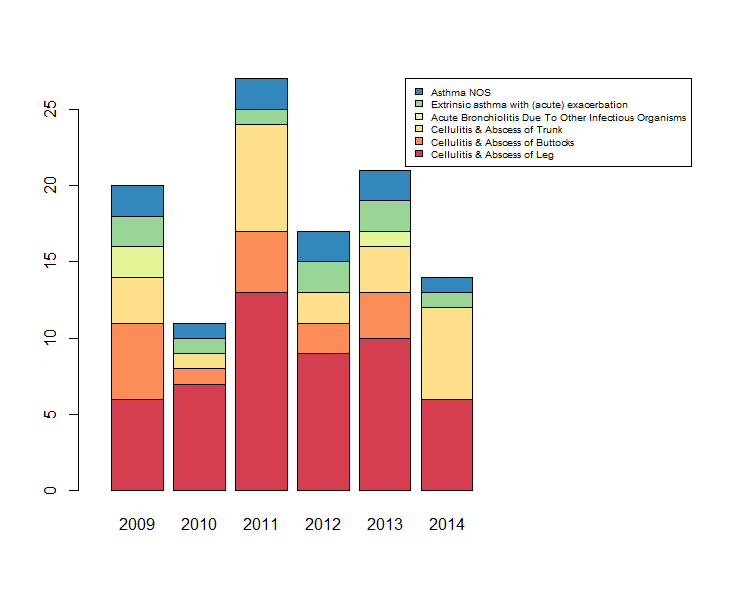 Asthma NOS
Extrinsic asthma with (acute) exacerbation
Acute Bronchiolitis Due To Other Infectious Organisms
Cellulitis & Abscess of Trunk
Cellulitis & Abscess of Buttocks
Cellulitis & Abscess of Leg
25
20
15
10
5
0
2009 2010 2011 2012 2013 2014